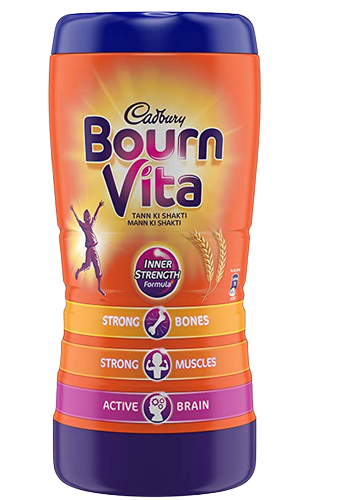 Cadbury
Bourn
Vita
TANN KI SHAKTI
MANN KI SHAKTI
INNER
STRENGTH
Formula
STRONG BONES
STRONG MUSCLES
ACTIVE BRAIN